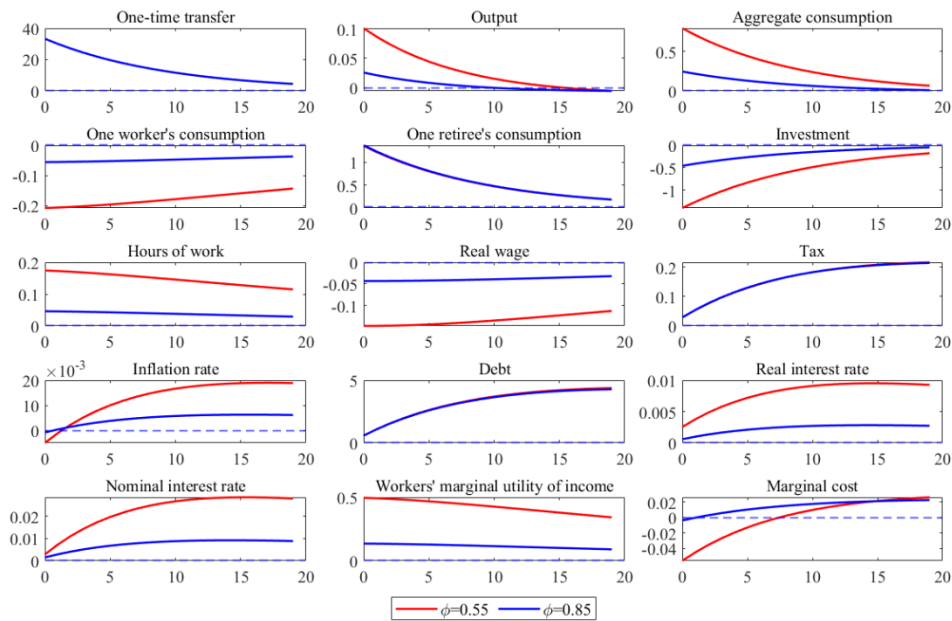 One-time transfer Output Aggregate consumption
40 0.1
20 0.05 0.5
0 0 0
0 5 10 15 20 0 5 10 15 20 0 5 10 15 20
One worker's consumption One retiree's consumption Investment
0 1 0
-0.1 0.5 -0.5
-0.2 0 -1
0 5 10 15 20 0 5 10 15 20 0 5 10 15 20
Hours of work Real wage Tax
0.2 0 0.2
0.1 -0.05 0.1
0 -0.1 0
0 5 10 15 20 0 5 10 15 20 0 5 10 15 20
×10⁻³ Inflation rate Debt Real interest rate
20 5 0.01
10 0.005
0 0 0
0 5 10 15 20 0 5 10 15 20 0 5 10 15 20
Nominal interest rate Workers' marginal utility of income Marginal cost
0.02 0.5 0.02
0.01 0
-0.02
0 0 -0.04
0 5 10 15 20 0 5 10 15 20 0 5 10 15 20
ϕ=0.55 ϕ=0.85